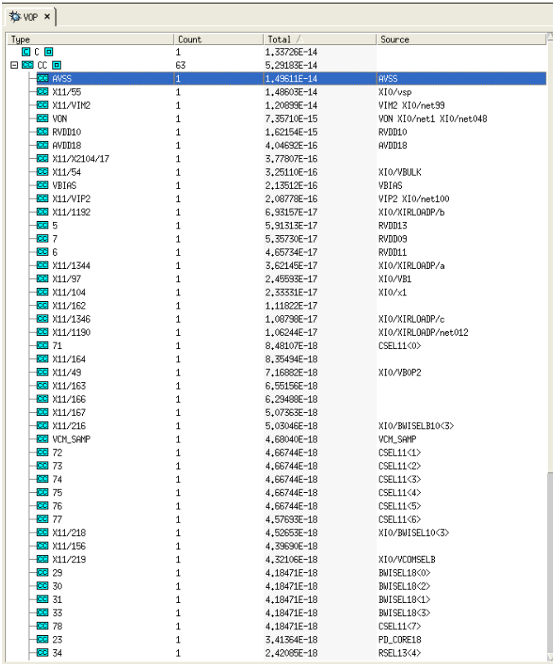 VOP ×
Type Count Total / Source
C 1 1.33726E-14
CC 63 5.29183E-14
AVSS 1 1.49611E-14 AVSS
X11/55 1 1.48603E-14 XI0/vsp
X11/VIM2 1 1.20899E-14 VIM2 XI0/net99
VON 1 7.35710E-15 VON XI0/net1 XI0/net048
RVDD10 1 1.62154E-15 RVDD10
AVDD18 1 4.04692E-16 AVDD18
X11/X2104/17 1 3.77807E-16
X11/54 1 3.25110E-16 XI0/VBULK
VBIAS 1 2.13512E-16 VBIAS
X11/VIP2 1 2.08778E-16 VIP2 XI0/net100
X11/1192 1 6.93157E-17 XI0/XIRLOADP/b
5 1 5.91313E-17 RVDD13
7 1 5.35730E-17 RVDD09
6 1 4.65734E-17 RVDD11
X11/1344 1 3.62145E-17 XI0/XIRLOADP/a
X11/97 1 2.45593E-17 XI0/VB1
X11/104 1 2.33331E-17 XI0/x1
X11/162 1 1.11822E-17
X11/1346 1 1.08798E-17 XI0/XIRLOADP/c
X11/1190 1 1.06244E-17 XI0/XIRLOADP/net012
71 1 8.48107E-18 CSEL11<0>
X11/164 1 8.35494E-18
X11/49 1 7.16882E-18 XI0/VBOP2
X11/163 1 6.55156E-18
X11/166 1 6.29488E-18
X11/167 1 5.07363E-18
X11/216 1 5.03046E-18 XI0/BWISELB10<3>
VCM_SAMP 1 4.68040E-18 VCM_SAMP
72 1 4.66744E-18 CSEL11<1>
73 1 4.66744E-18 CSEL11<2>
74 1 4.66744E-18 CSEL11<3>
75 1 4.66744E-18 CSEL11<4>
76 1 4.66744E-18 CSEL11<5>
77 1 4.57693E-18 CSEL11<6>
X11/218 1 4.52653E-18 XI0/BWISEL10<3>
X11/156 1 4.39690E-18
X11/219 1 4.32106E-18 XI0/VCOMSELB
29 1 4.18471E-18 BWISEL18<0>
30 1 4.18471E-18 BWISEL18<2>
31 1 4.18471E-18 BWISEL18<1>
33 1 4.18471E-18 BWISEL18<3>
78 1 4.18471E-18 CSEL11<7>
23 1 3.41364E-18 PD_CORE18
34 1 2.42085E-18 RSEL13<4>